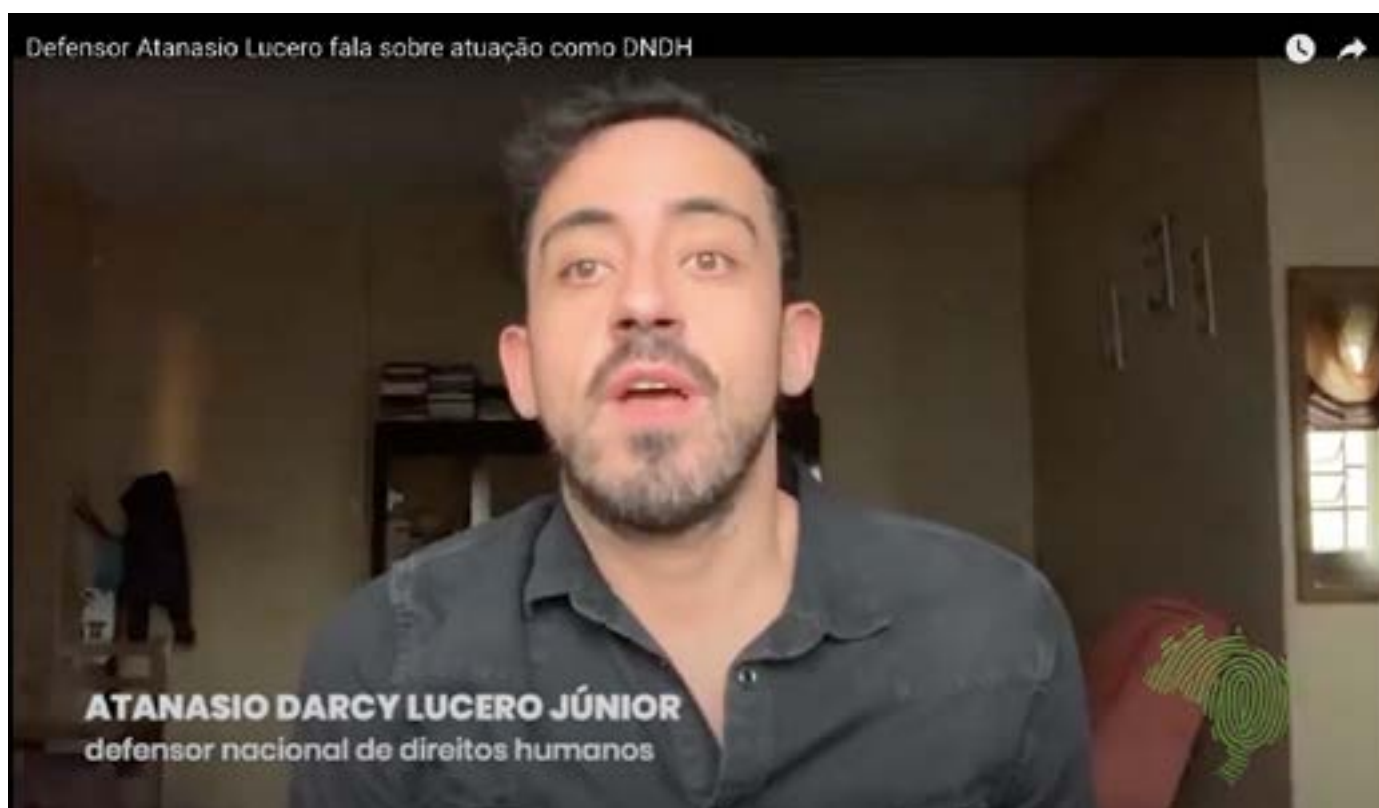 Defensor Atanasio Lucero fala sobre atuação como DNDH
ATANASIO DARCY LUCERO JÚNIOR
defensor nacional de direitos humanos